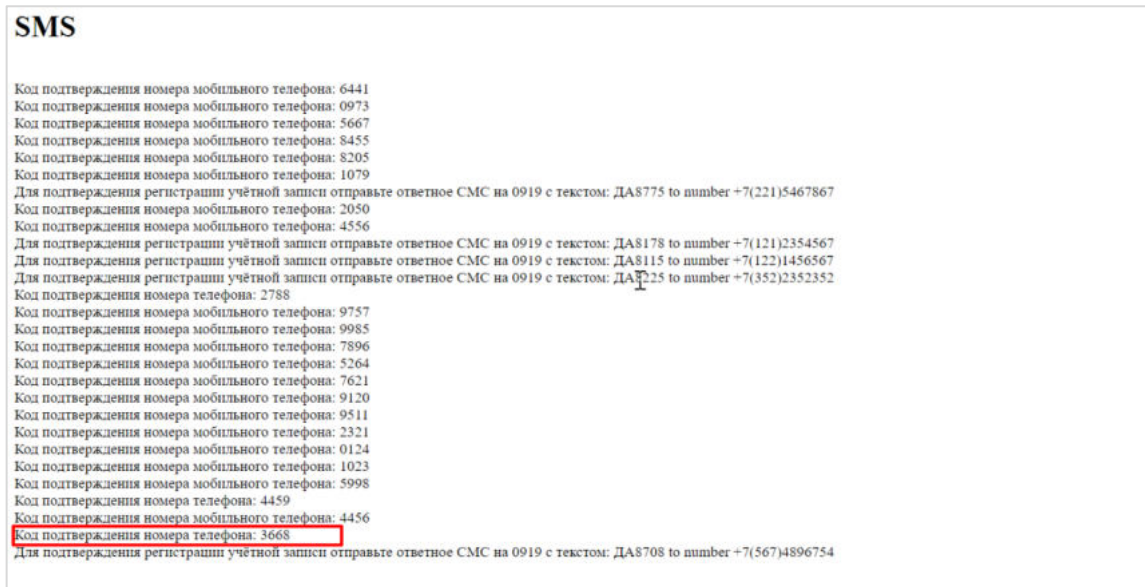 SMS
Код подтверждения номера мобильного телефона: 6441
Код подтверждения номера мобильного телефона: 0973
Код подтверждения номера мобильного телефона: 5667
Код подтверждения номера мобильного телефона: 8455
Код подтверждения номера мобильного телефона: 8205
Код подтверждения номера мобильного телефона: 1079
Для подтверждения регистрации учётной записи отправьте ответное СМС на 0919 с текстом: ДА8775 to number +7(221)5467867
Код подтверждения номера мобильного телефона: 2050
Код подтверждения номера мобильного телефона: 4556
Для подтверждения регистрации учётной записи отправьте ответное СМС на 0919 с текстом: ДА8178 to number +7(121)2354567
Для подтверждения регистрации учётной записи отправьте ответное СМС на 0919 с текстом: ДА8115 to number +7(122)1456567
Для подтверждения регистрации учётной записи отправьте ответное СМС на 0919 с текстом: ДА8225 to number +7(352)2352352
Код подтверждения номера телефона: 2788
Код подтверждения номера мобильного телефона: 9757
Код подтверждения номера мобильного телефона: 9985
Код подтверждения номера мобильного телефона: 7896
Код подтверждения номера мобильного телефона: 5264
Код подтверждения номера мобильного телефона: 7621
Код подтверждения номера мобильного телефона: 9120
Код подтверждения номера мобильного телефона: 9511
Код подтверждения номера мобильного телефона: 2321
Код подтверждения номера мобильного телефона: 0124
Код подтверждения номера мобильного телефона: 1023
Код подтверждения номера мобильного телефона: 5998
Код подтверждения номера телефона: 4459
Код подтверждения номера мобильного телефона: 4456
Код подтверждения номера телефона: 3668
Для подтверждения регистрации учётной записи отправьте ответное СМС на 0919 с текстом: ДА8708 to number +7(567)4896754